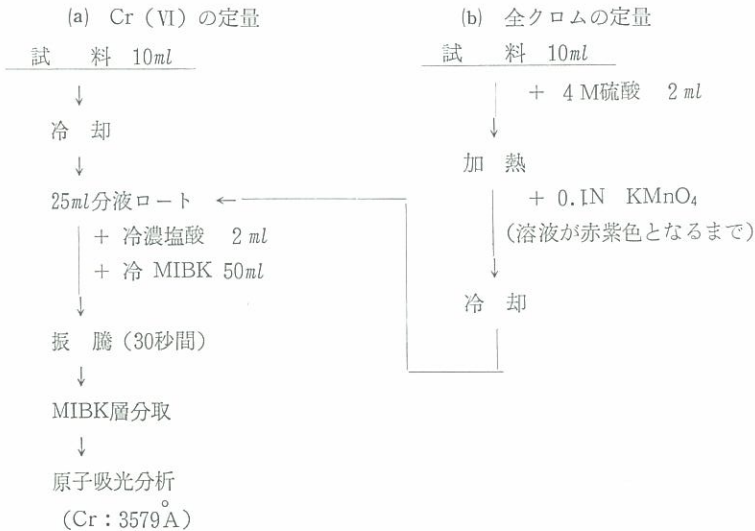 (a) Cr(Ⅵ)の定量
試 料 10ml
冷 却
25ml分液ロート
+ 冷濃塩酸 2ml
+ 冷 MIBK 50ml
振 騰(30秒間)
MIBK層分取
原子吸光分析
(Cr:3579Å)
(b) 全クロムの定量
試 料 10ml
+ 4M硫酸 2ml
加 熱
+ 0.1N KMnO₄
(溶液が赤紫色となるまで)
冷 却